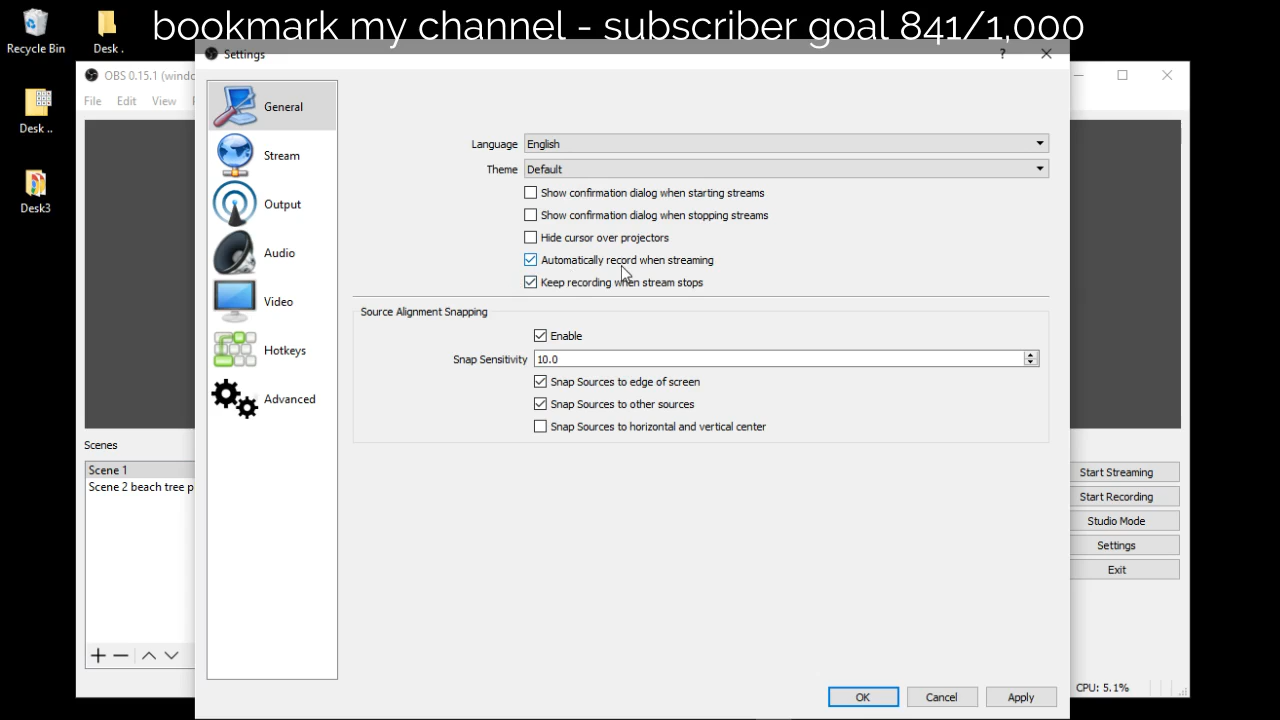 bookmark my channel - subscriber goal 841/1,000
Recycle Bin
Desk .
Desk ..
Desk3
OBS 0.15.1 (windo
File Edit View
Settings
?
General
Stream
Output
Audio
Video
Hotkeys
Advanced
Language English
Theme Default
Show confirmation dialog when starting streams
Show confirmation dialog when stopping streams
Hide cursor over projectors
Automatically record when streaming
Keep recording when stream stops
Source Alignment Snapping
Enable
Snap Sensitivity 10.0
Snap Sources to edge of screen
Snap Sources to other sources
Snap Sources to horizontal and vertical center
OK Cancel Apply
Scenes
Scene 1
Scene 2 beach tree p
Start Streaming
Start Recording
Studio Mode
Settings
Exit
CPU: 5.1%